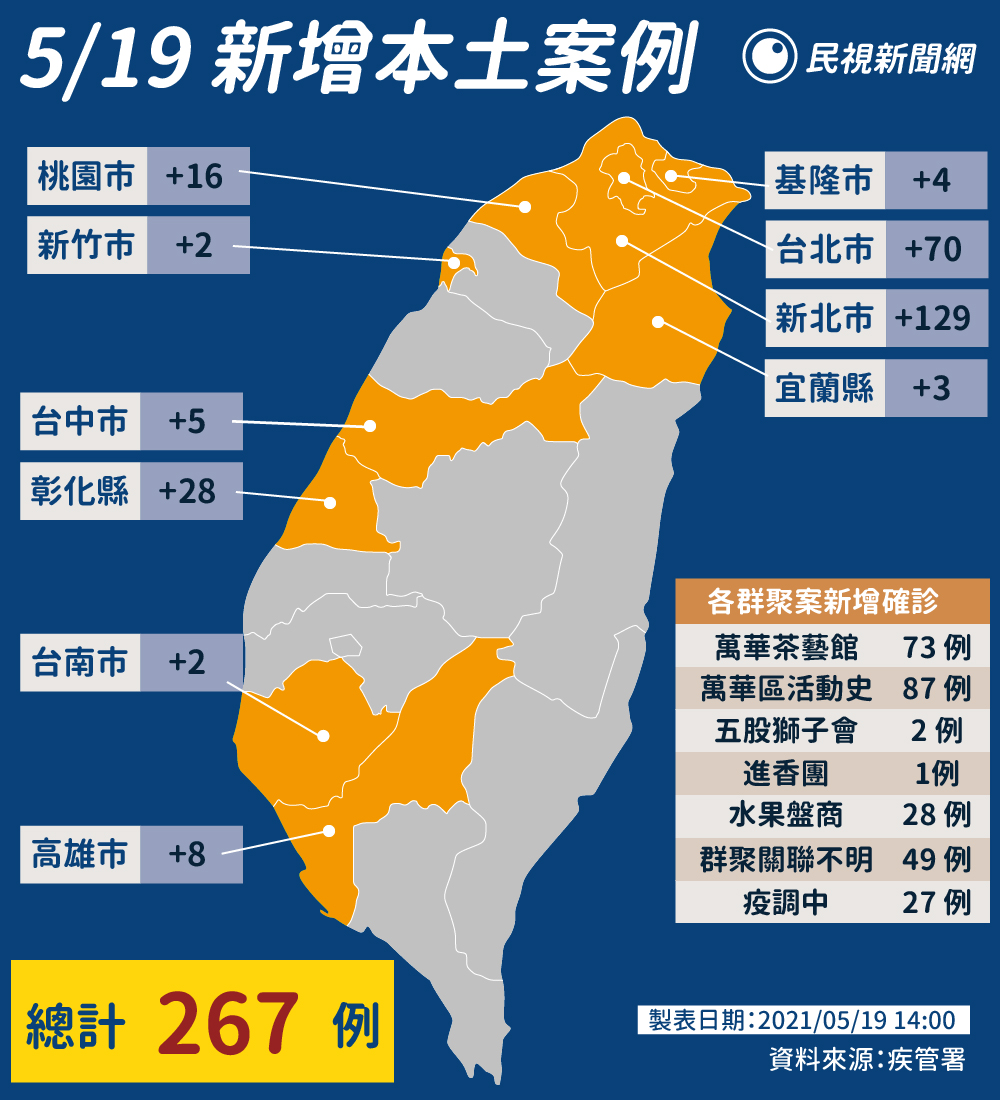 5/19 新增本土案例
民視新聞網
桃園市 +16
新竹市 +2
基隆市 +4
台北市 +70
新北市 +129
宜蘭縣 +3
台中市 +5
彰化縣 +28
台南市 +2
高雄市 +8
各群聚案新增確診
萬華茶藝館 73 例
萬華區活動史 87 例
五股獅子會 2 例
進香團 1例
水果盤商 28 例
群聚關聯不明 49 例
疫調中 27 例
總計 267 例
製表日期:2021/05/19 14:00
資料來源:疾管署